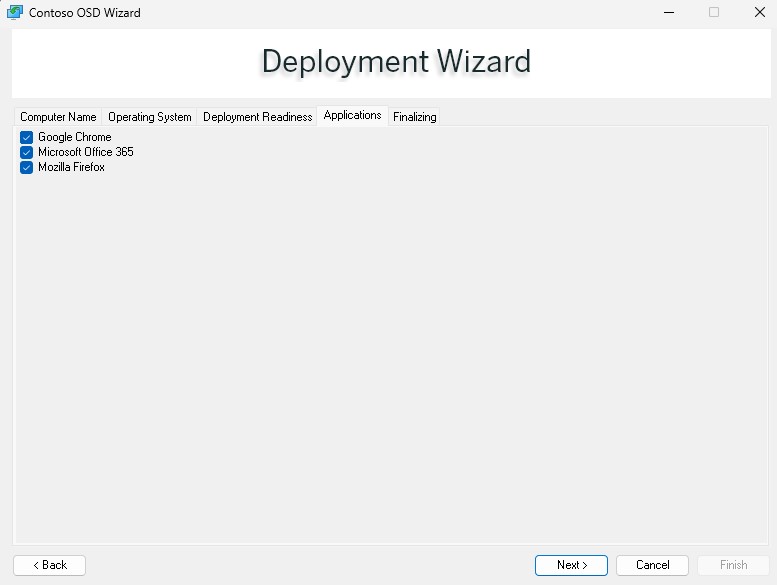 Contoso OSD Wizard
Deployment Wizard
Computer Name Operating System Deployment Readiness Applications Finalizing
Google Chrome
Microsoft Office 365
Mozilla Firefox
< Back Next > Cancel Finish